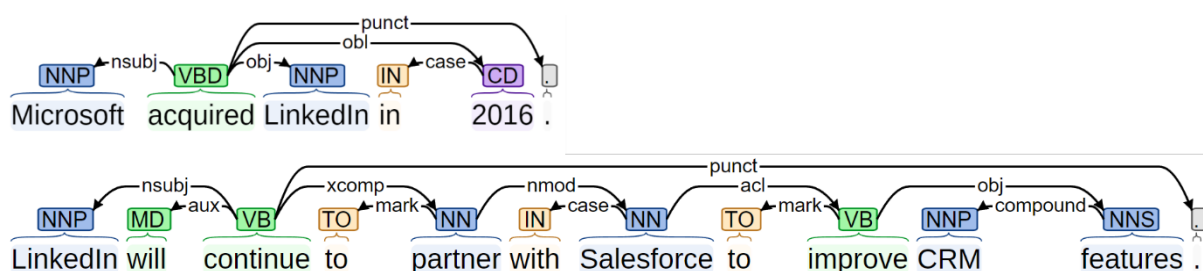 punct
obl
nsubj obj case
NNP VBD NNP IN CD .
Microsoft acquired LinkedIn in 2016 .
punct
nsubj xcomp nmod acl obj
aux mark case mark compound
NNP MD VB TO NN IN NN TO VB NNP NNS .
LinkedIn will continue to partner with Salesforce to improve CRM features .